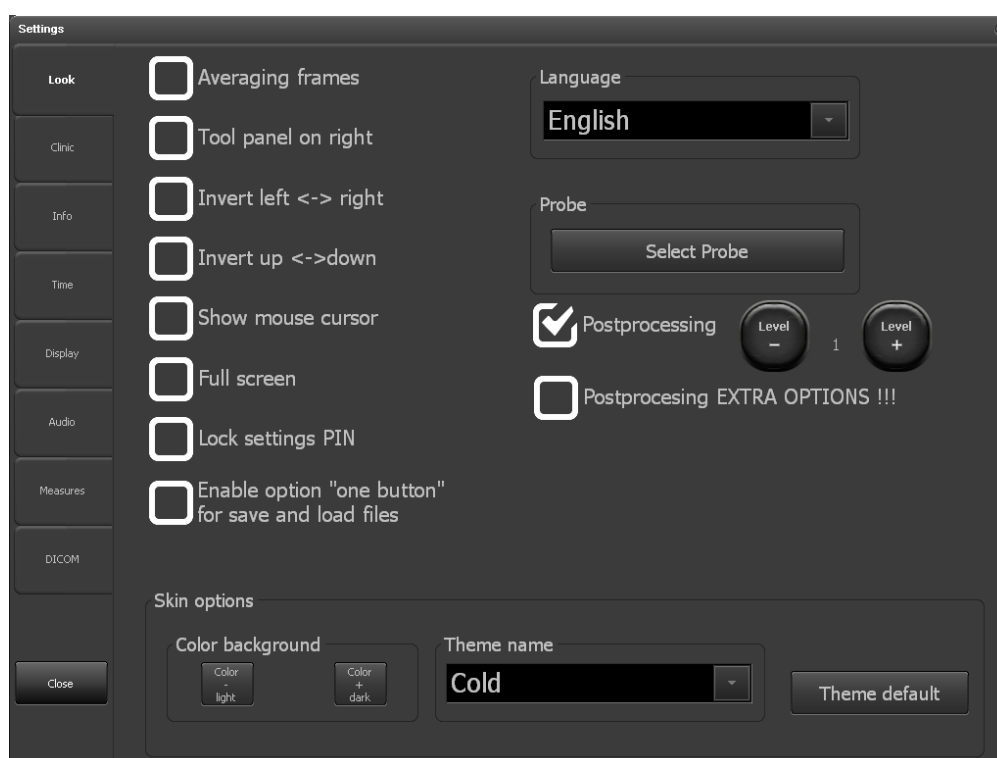 Settings
Look
Clinic
Info
Time
Display
Audio
Measures
DICOM
Close
Averaging frames
Tool panel on right
Invert left <-> right
Invert up <->down
Show mouse cursor
Full screen
Lock settings PIN
Enable option "one button"
for save and load files
Language
English
Probe
Select Probe
Postprocessing
Level
-
1
Level
+
Postprocesing EXTRA OPTIONS !!!
Skin options
Color background
Color
-
light
Color
+
dark
Theme name
Cold
Theme default